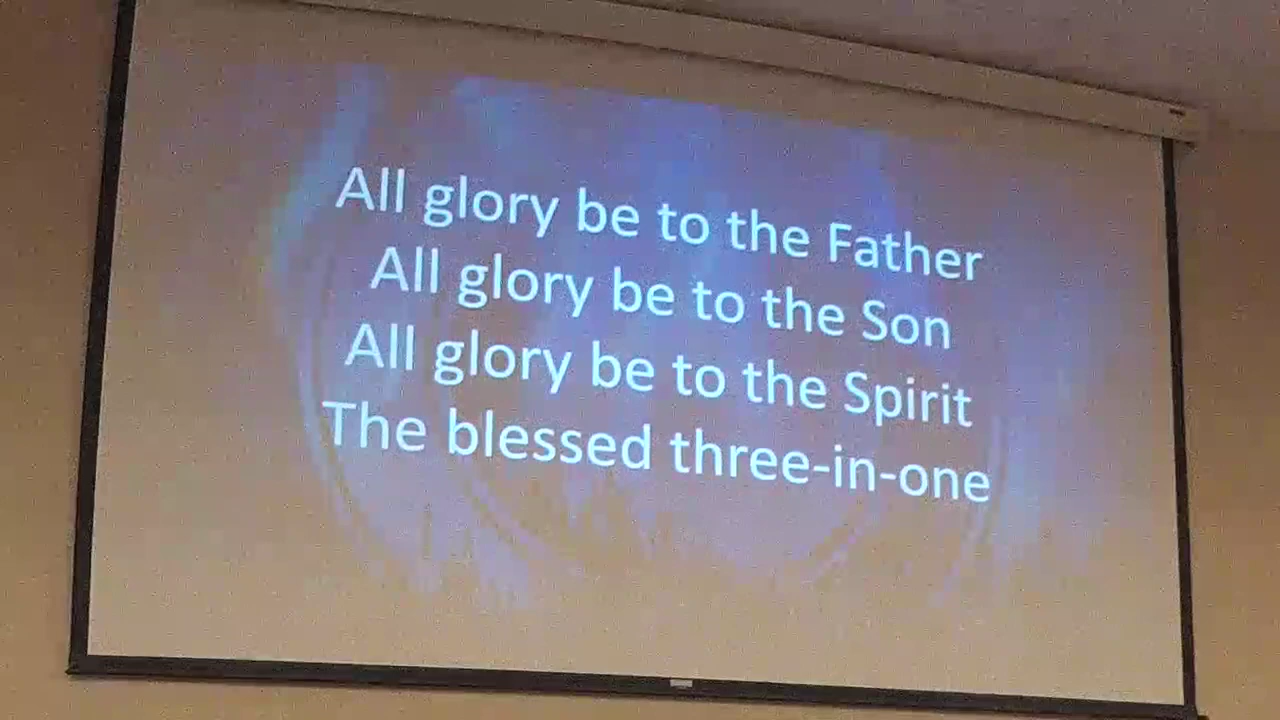 All glory be to the Father
All glory be to the Son
All glory be to the Spirit
The blessed three-in-one